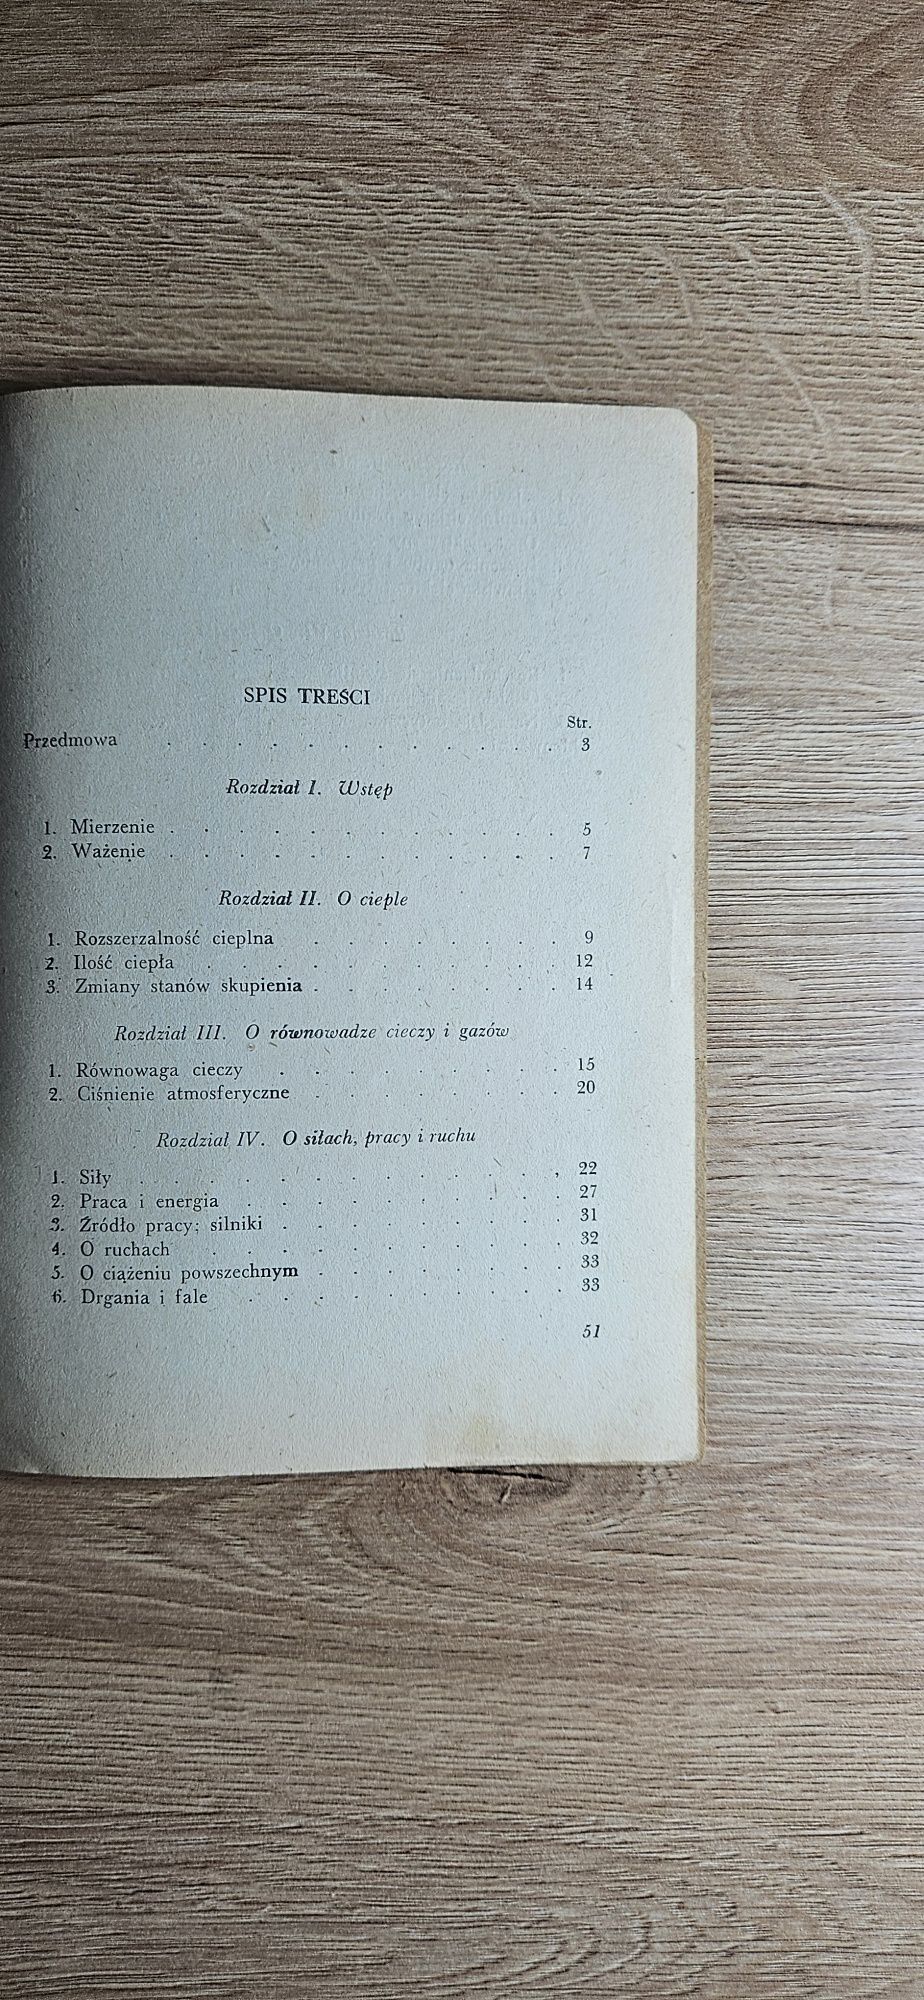 SPIS TREŚCI
Str.
Przedmowa . . . . . . . . . . . . 3
Rozdział I. Wstęp
1. Mierzenie . . . . . . . . . . . . 5
2. Ważenie . . . . . . . . . . . . 7
Rozdział II. O cieple
1. Rozszerzalność cieplna . . . . . . . . 9
2. Ilość ciepła . . . . . . . . . . . 12
3. Zmiany stanów skupienia . . . . . . . . 14
Rozdział III. O równowadze cieczy i gazów
1. Równowaga cieczy . . . . . . . . . 15
2. Ciśnienie atmosferyczne . . . . . . . . 20
Rozdział IV. O siłach, pracy i ruchu
1. Siły . . . . . . . . . . . . . 22
2. Praca i energia . . . . . . . . . . 27
3. Źródło pracy; silniki . . . . . . . . . 31
4. O ruchach . . . . . . . . . . . 32
5. O ciążeniu powszechnym . . . . . . . . 33
6. Drgania i fale . . . . . . . . . . 33
51